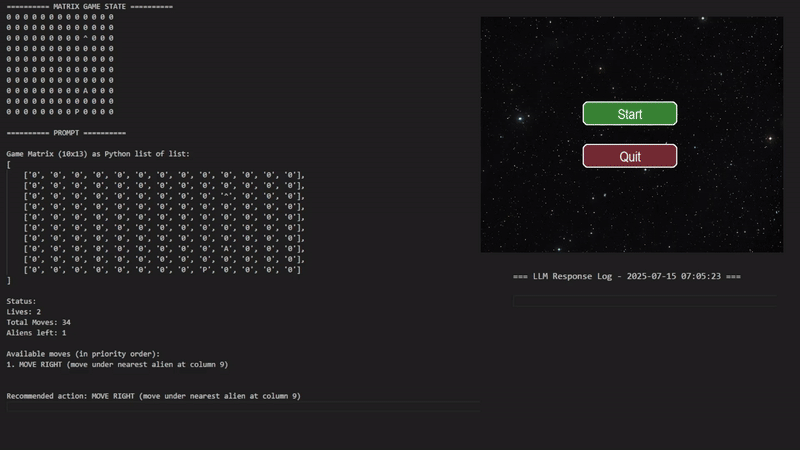 ========== MATRIX GAME STATE ==========
0 0 0 0 0 0 0 0 0 0 0 0 0
0 0 0 0 0 0 0 0 0 0 0 0 0
0 0 0 0 0 0 0 0 0 ^ 0 0 0
0 0 0 0 0 0 0 0 0 0 0 0 0
0 0 0 0 0 0 0 0 0 0 0 0 0
0 0 0 0 0 0 0 0 0 0 0 0 0
0 0 0 0 0 0 0 0 0 0 0 0 0
0 0 0 0 0 0 0 0 0 A 0 0 0
0 0 0 0 0 0 0 0 0 0 0 0 0
0 0 0 0 0 0 0 0 P 0 0 0 0
========== PROMPT ==========
Game Matrix (10x13) as Python list of list:
[
['0', '0', '0', '0', '0', '0', '0', '0', '0', '0', '0', '0', '0'],
['0', '0', '0', '0', '0', '0', '0', '0', '0', '0', '0', '0', '0'],
['0', '0', '0', '0', '0', '0', '0', '0', '0', '^', '0', '0', '0'],
['0', '0', '0', '0', '0', '0', '0', '0', '0', '0', '0', '0', '0'],
['0', '0', '0', '0', '0', '0', '0', '0', '0', '0', '0', '0', '0'],
['0', '0', '0', '0', '0', '0', '0', '0', '0', '0', '0', '0', '0'],
['0', '0', '0', '0', '0', '0', '0', '0', '0', '0', '0', '0', '0'],
['0', '0', '0', '0', '0', '0', '0', '0', '0', 'A', '0', '0', '0'],
['0', '0', '0', '0', '0', '0', '0', '0', '0', '0', '0', '0', '0'],
['0', '0', '0', '0', '0', '0', '0', '0', 'P', '0', '0', '0', '0']
]
Status:
Lives: 2
Total Moves: 34
Aliens left: 1
Available moves (in priority order):
1. MOVE RIGHT (move under nearest alien at column 9)
Recommended action: MOVE RIGHT (move under nearest alien at column 9)
Start
Quit
=== LLM Response Log - 2025-07-15 07:05:23 ===